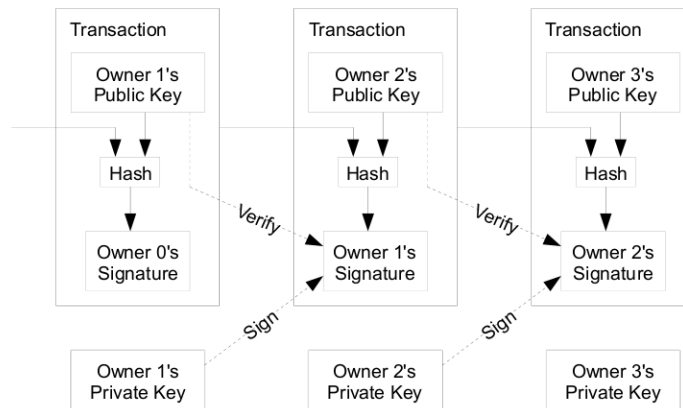 Transaction
Transaction
Transaction
Owner 1's
Public Key
Owner 2's
Public Key
Owner 3's
Public Key
Hash
Hash
Hash
Verify
Verify
Owner 0's
Signature
Owner 1's
Signature
Owner 2's
Signature
Sign
Sign
Owner 1's
Private Key
Owner 2's
Private Key
Owner 3's
Private Key